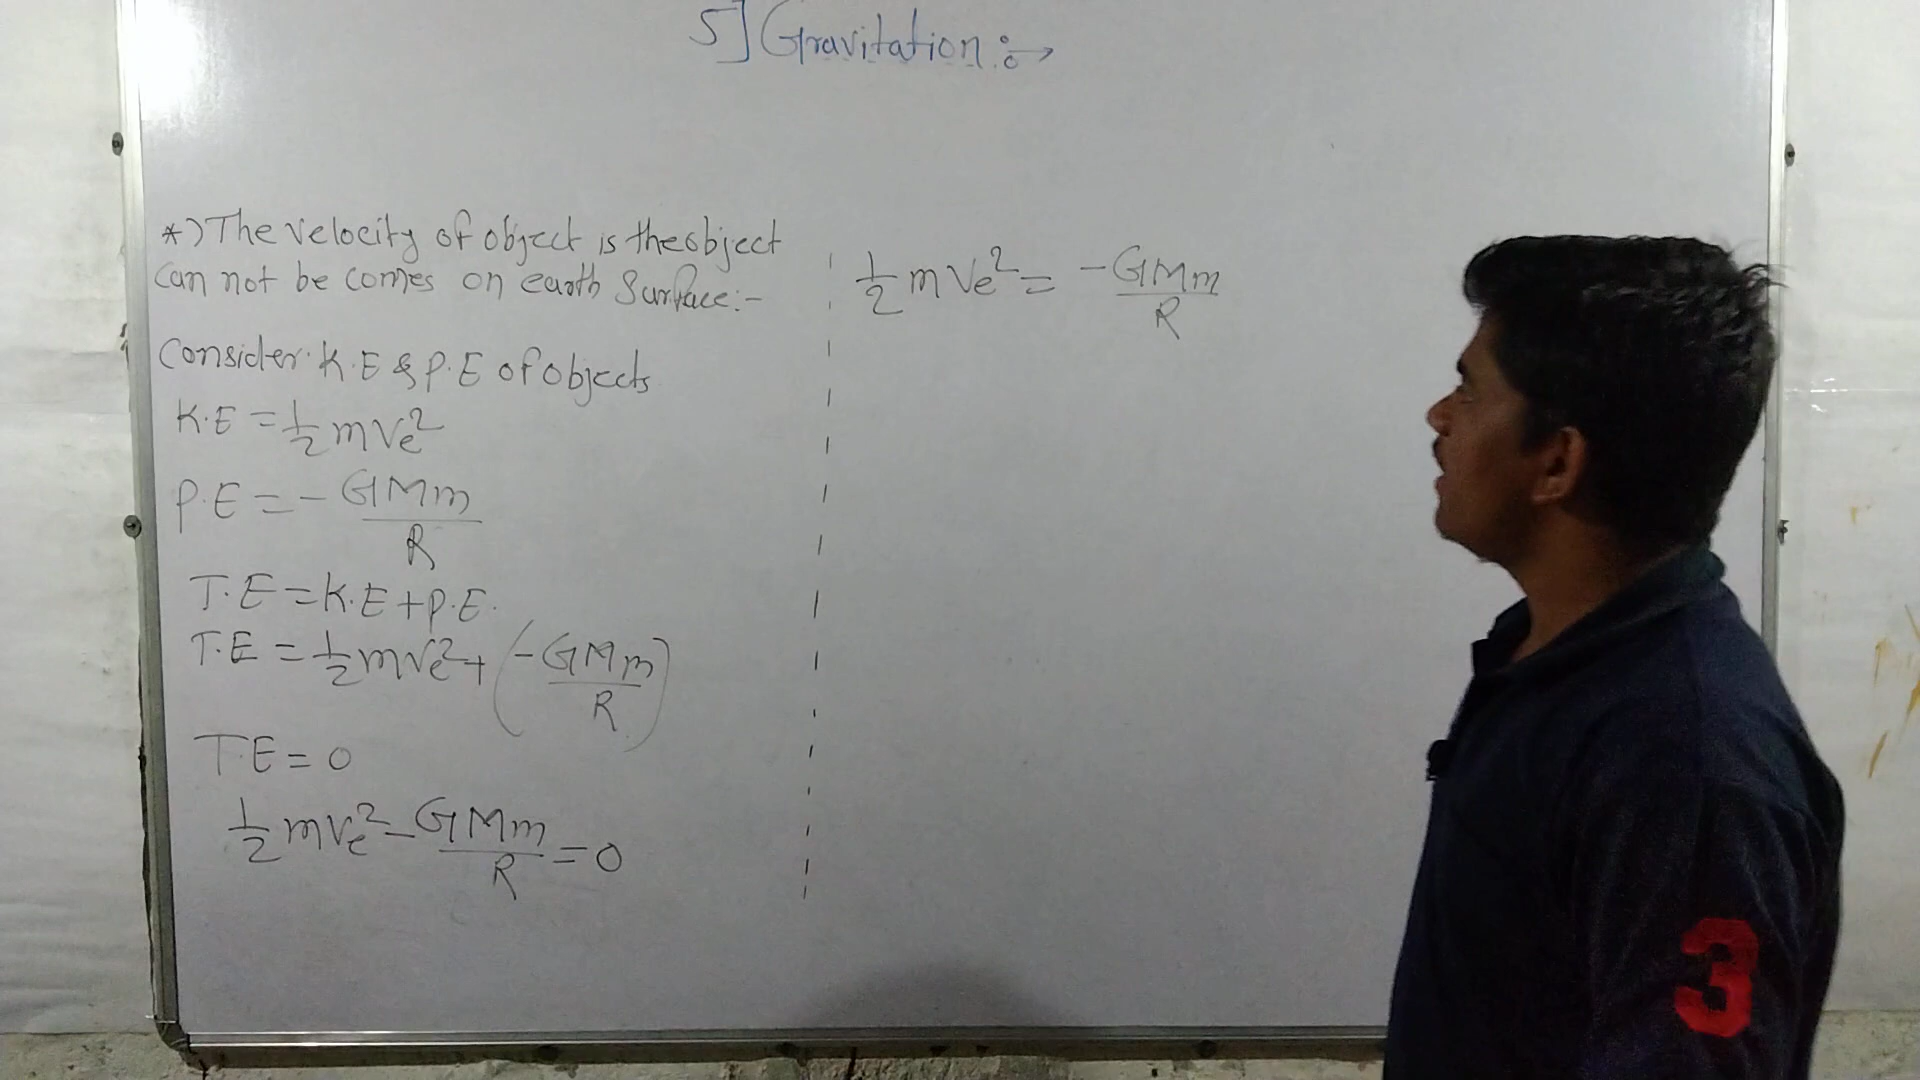 5] Gravitation :→
*) The velocity of object is the object
can not be comes on earth Surface:-
Consider K.E & P.E of objects
K.E = 1/2 mVe²
P.E = - GMm/R
T.E = K.E + P.E.
T.E = 1/2 mVe² + (-GMm/R)
T.E = 0
1/2 mVe² - GMm/R = 0
1/2 mVe² = -GMm/R
3